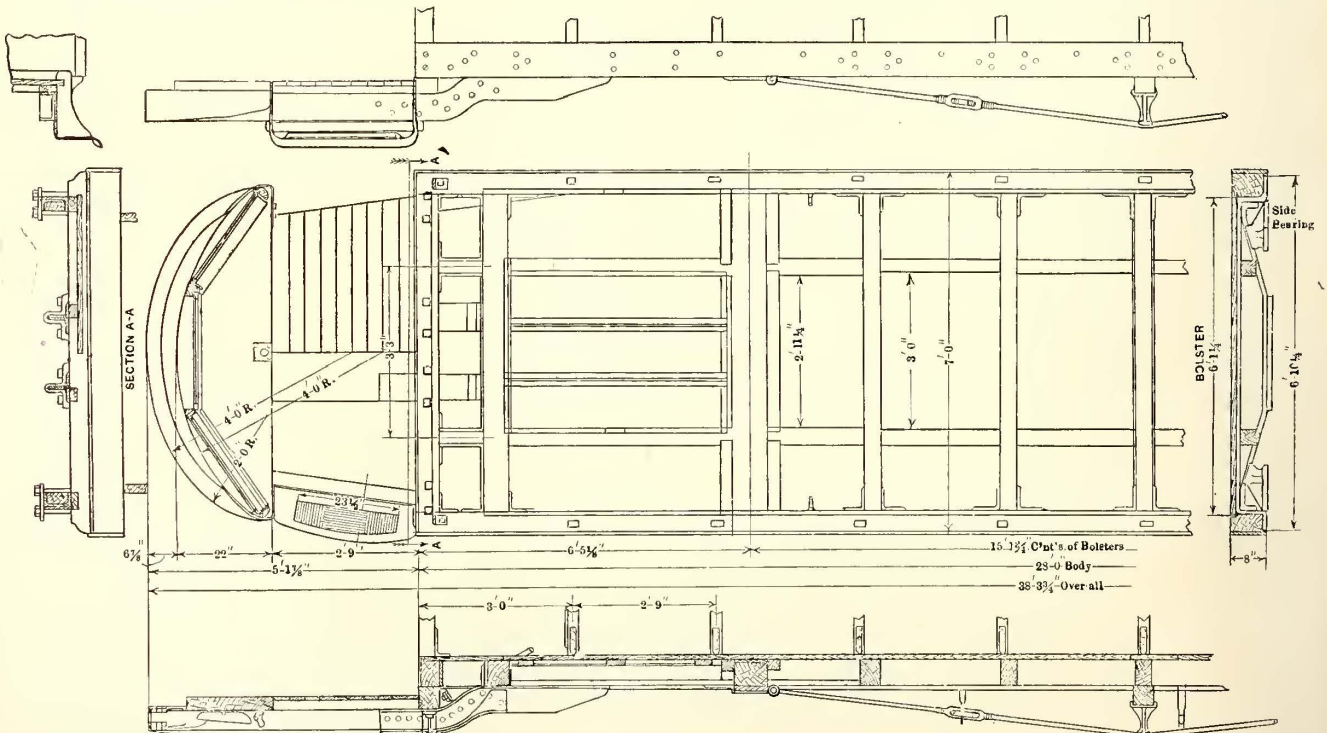 A
SECTION A-A
Side
Bearing
3'3"
2'-11¼"
3'0"
7'-0"
BOLSTER
6'1¼"
6'-10¼"
4'-0 R.
4'-0 R.
2'-0 R.
23½
A
6⅞"
22"
2'-9"
6'-5⅛"
15'-1¾" C'nt's. of Boleters
8"
5'-1⅞"
28'-0" Body
38'-3¾" Over all
3'-0"
2'-9"